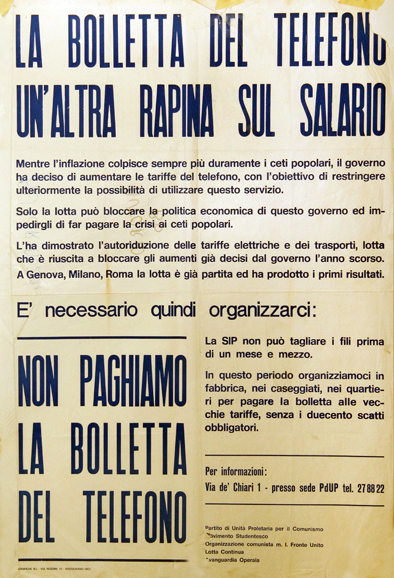 LA BOLLETTA DEL TELEFONO
UN'ALTRA RAPINA SUL SALARIO
Mentre l'inflazione colpisce sempre più duramente i ceti popolari, il governo
ha deciso di aumentare le tariffe del telefono, con l'obiettivo di restringere
ulteriormente la possibilità di utilizzare questo servizio.
Solo la lotta può bloccare la politica economica di questo governo ed im-
pedirgli di far pagare la crisi ai ceti popolari.
L'ha dimostrato l'autoriduzione delle tariffe elettriche e dei trasporti, lotta
che è riuscita a bloccare gli aumenti già decisi dal governo l'anno scorso.
A Genova, Milano, Roma la lotta è già partita ed ha prodotto i primi risultati.
E' necessario quindi organizzarci:
NON PAGHIAMO
LA BOLLETTA
DEL TELEFONO
La SIP non può tagliare i fili prima
di un mese e mezzo.
In questo periodo organizziamoci in
fabbrica, nei caseggiati, nei quartie-
ri per pagare la bolletta alle vec-
chie tariffe, senza i duecento scatti
obbligatori.
Per informazioni:
Via de' Chiari 1 - presso sede PdUP tel. 27 88 22
Partito di Unità Proletaria per il Comunismo
Movimento Studentesco
Organizzazione comunista m. l. Fronte Unito
Lotta Continua
Avanguardia Operaia